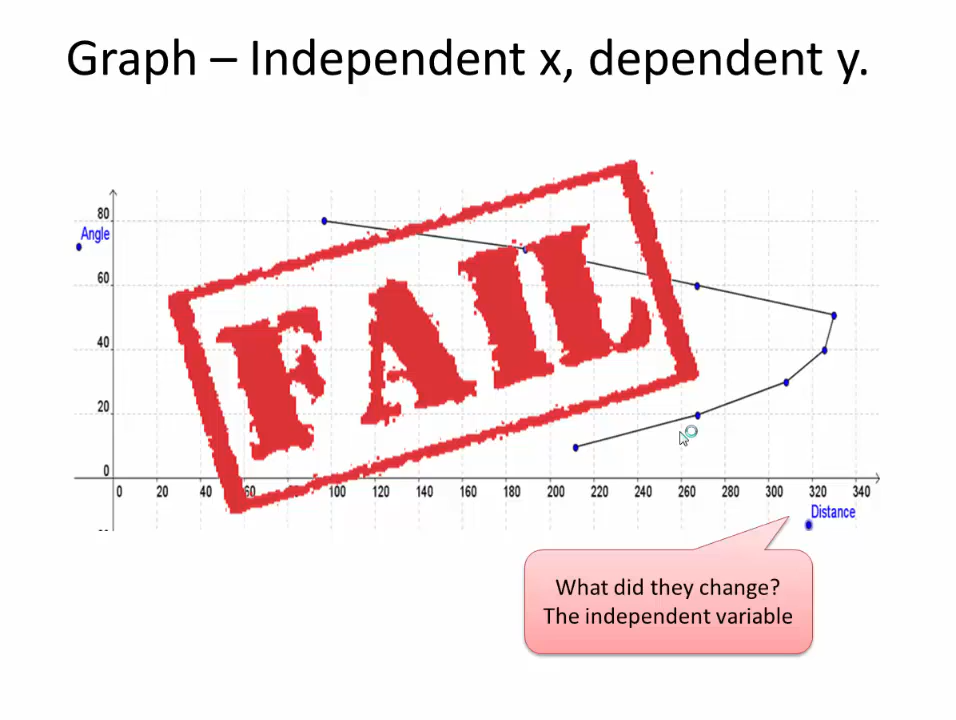 Graph – Independent x, dependent y.
80
Angle
60
40
20
0
0 20 40 60 100 120 140 160 180 200 220 240 260 280 300 320 340
Distance
FAIL
What did they change?
The independent variable